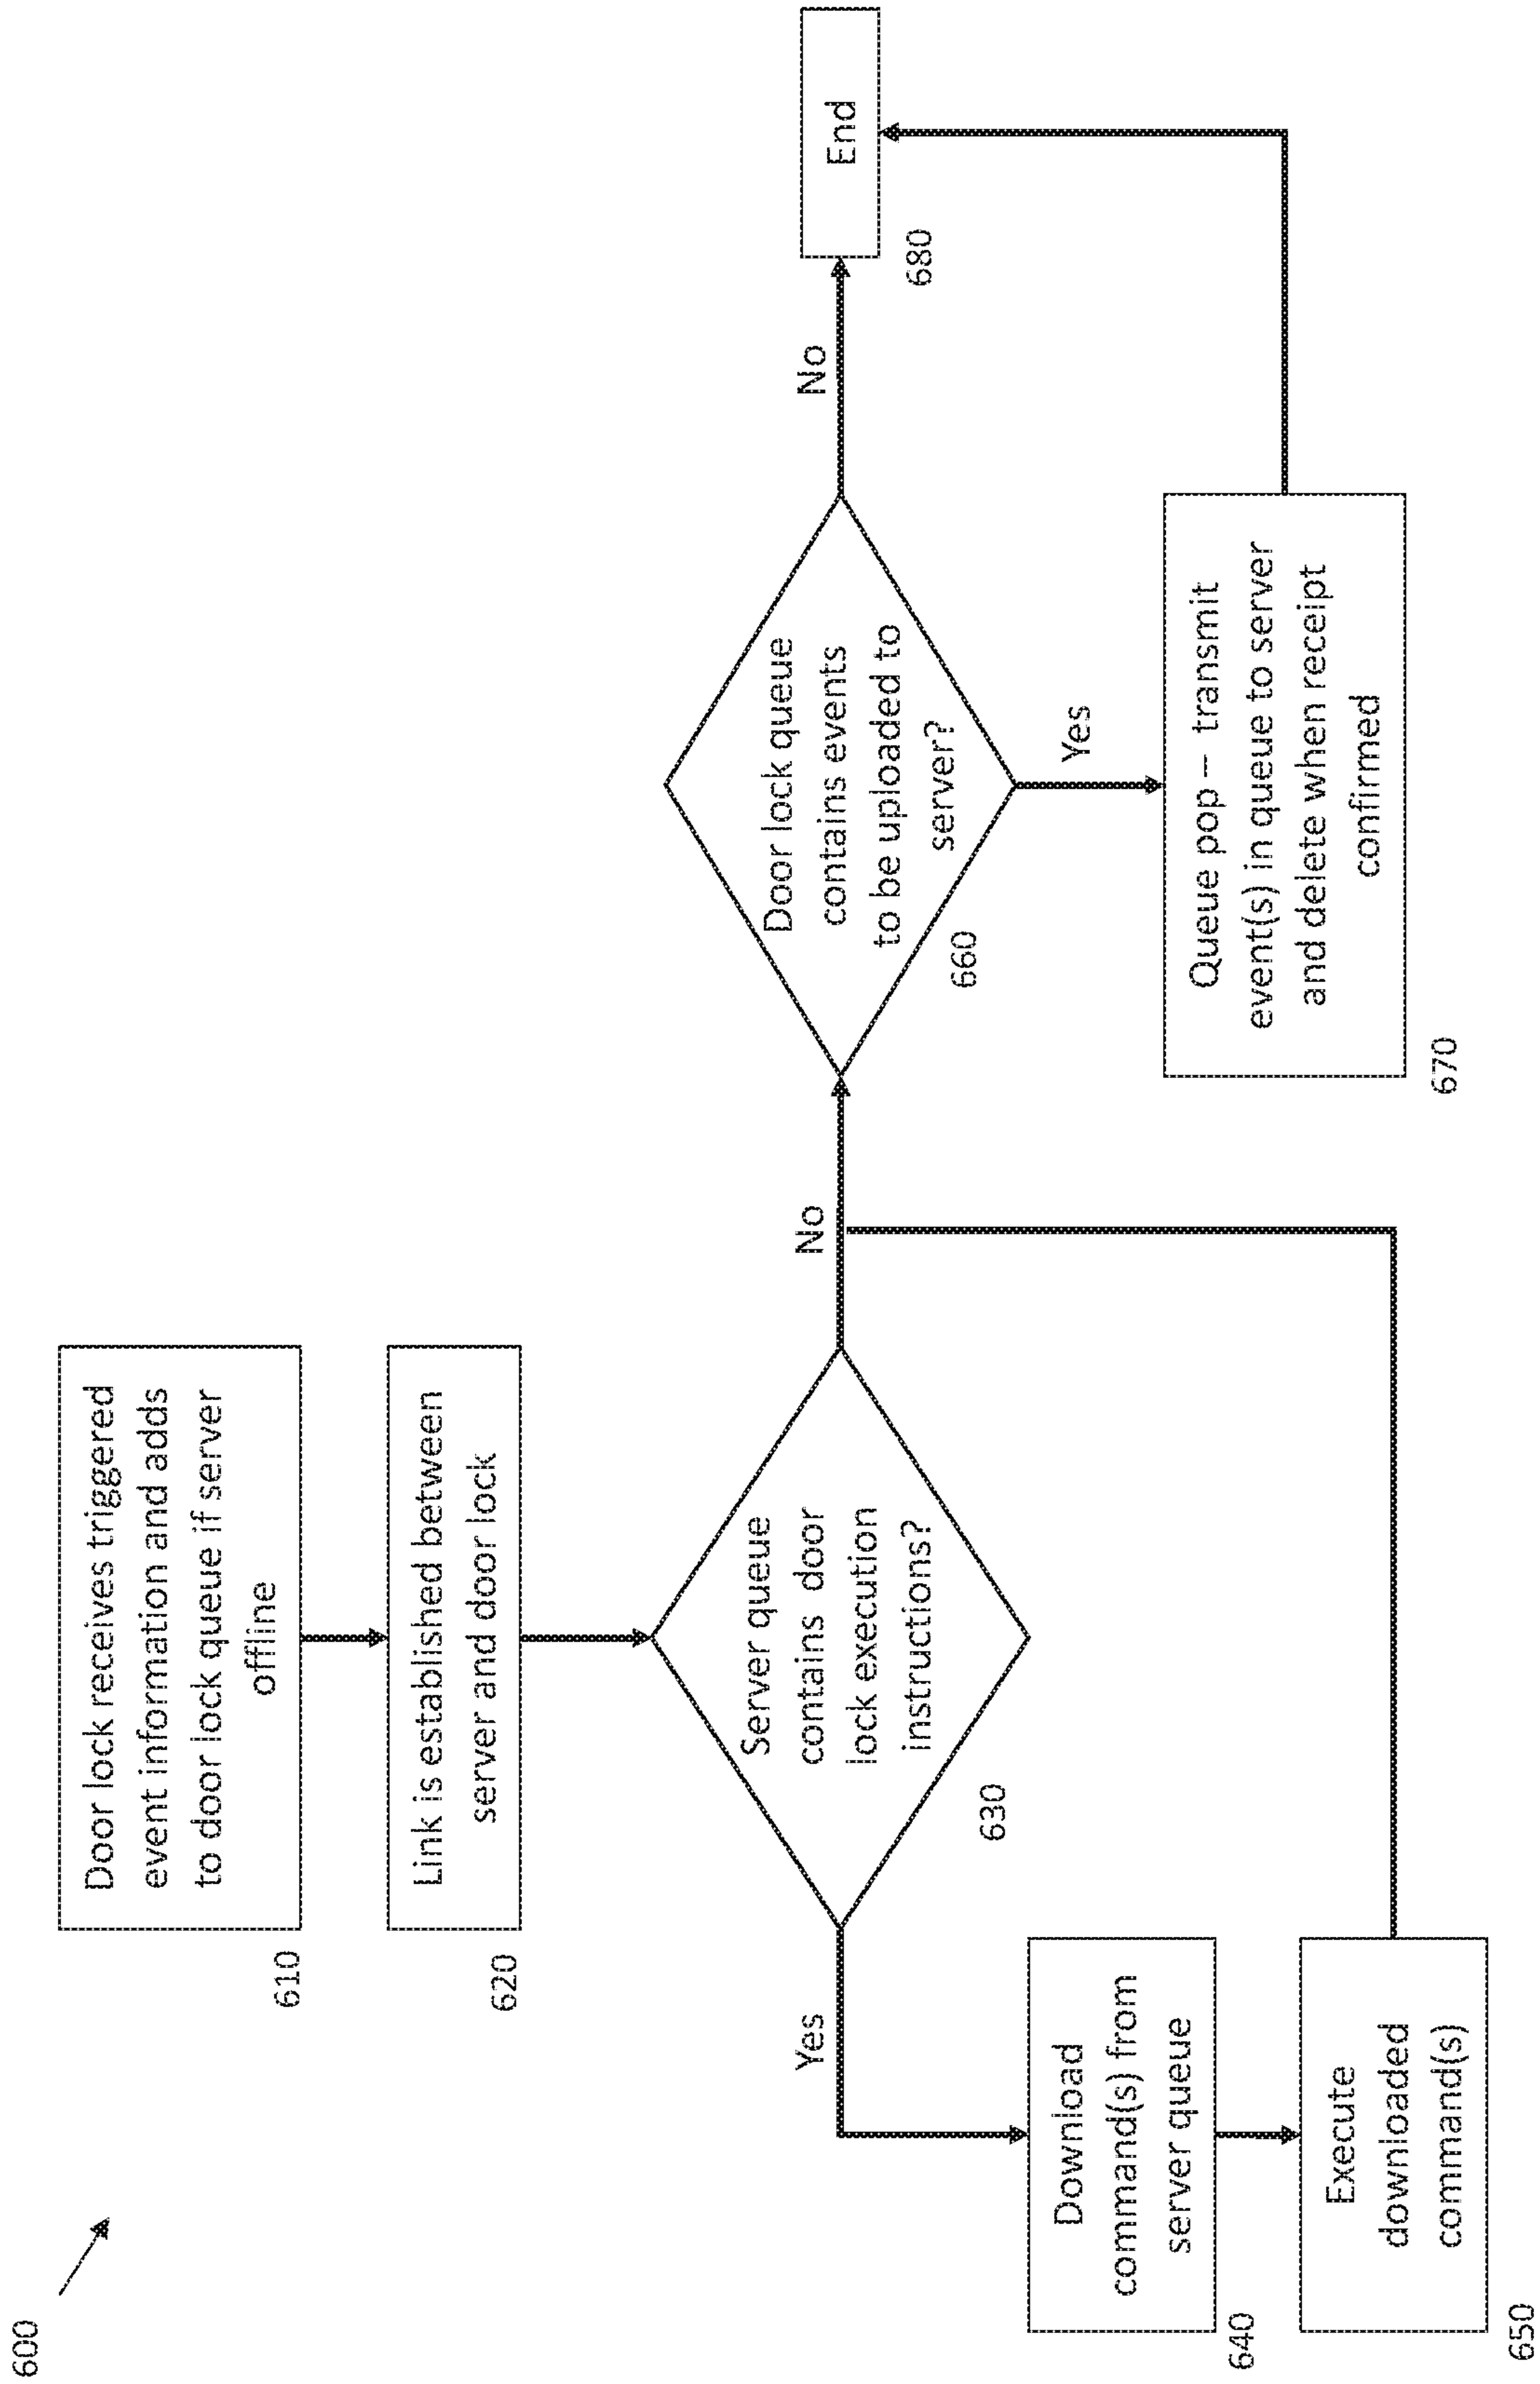 600
Door lock receives triggered
event information and adds
to door lock queue if server
offline
610
Link is established between
server and door lock
620
Server queue
contains door
lock execution
instructions?
630
Yes
No
Download
command(s) from
server queue
640
Execute
downloaded
command(s)
650
Door lock queue
contains events
to be uploaded to
server?
660
Yes
No
Queue pop – transmit
event(s) in queue to server
and delete when receipt
confirmed
670
End
680